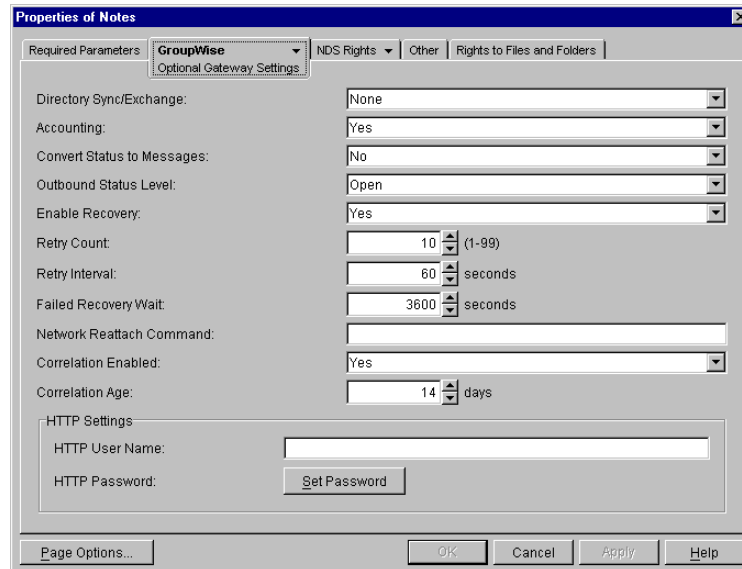 Properties of Notes
Required Parameters GroupWise NDS Rights Other Rights to Files and Folders
Optional Gateway Settings
Directory Sync/Exchange: None
Accounting: Yes
Convert Status to Messages: No
Outbound Status Level: Open
Enable Recovery: Yes
Retry Count: 10 (1-99)
Retry Interval: 60 seconds
Failed Recovery Wait: 3600 seconds
Network Reattach Command:
Correlation Enabled: Yes
Correlation Age: 14 days
HTTP Settings
HTTP User Name:
HTTP Password: Set Password
Page Options... OK Cancel Apply Help